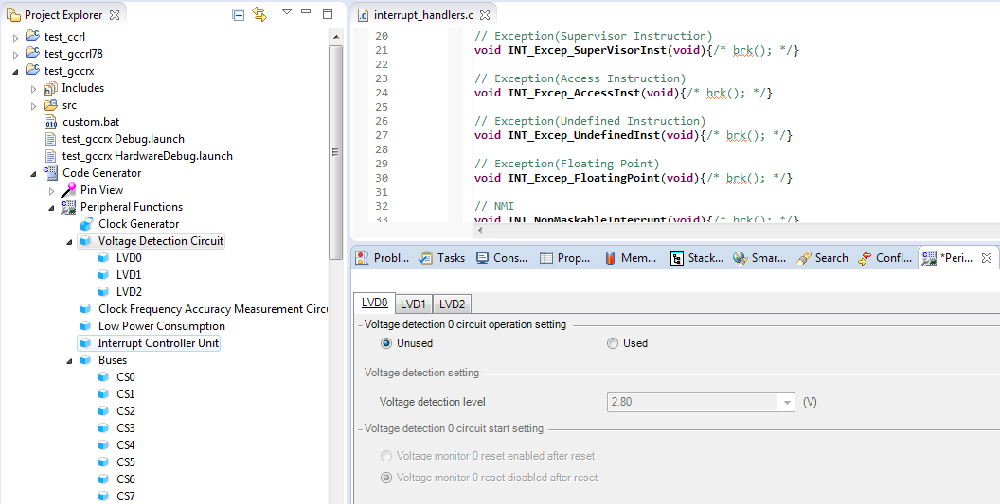 Project Explorer
test_ccrl
test_gccrl78
test_gccrx
Includes
src
custom.bat
test_gccrx Debug.launch
test_gccrx HardwareDebug.launch
Code Generator
Pin View
Peripheral Functions
Clock Generator
Voltage Detection Circuit
LVD0
LVD1
LVD2
Clock Frequency Accuracy Measurement Circu
Low Power Consumption
Interrupt Controller Unit
Buses
CS0
CS1
CS2
CS3
CS4
CS5
CS6
CS7
interrupt_handlers.c
20 // Exception(Supervisor Instruction)
21 void INT_Excep_SuperVisorInst(void){/* brk(); */}
22
23 // Exception(Access Instruction)
24 void INT_Excep_AccessInst(void){/* brk(); */}
25
26 // Exception(Undefined Instruction)
27 void INT_Excep_UndefinedInst(void){/* brk(); */}
28
29 // Exception(Floating Point)
30 void INT_Excep_FloatingPoint(void){/* brk(); */}
31
32 // NMI
33 void INT_NonMaskableInterrupt(void){/* brk(); */}
Probl... Tasks Cons... Prop... Mem... Stack... Smar... Search Confl... *Peri...
LVD0 LVD1 LVD2
Voltage detection 0 circuit operation setting
Unused Used
Voltage detection setting
Voltage detection level 2.80 (V)
Voltage detection 0 circuit start setting
Voltage monitor 0 reset enabled after reset
Voltage monitor 0 reset disabled after reset